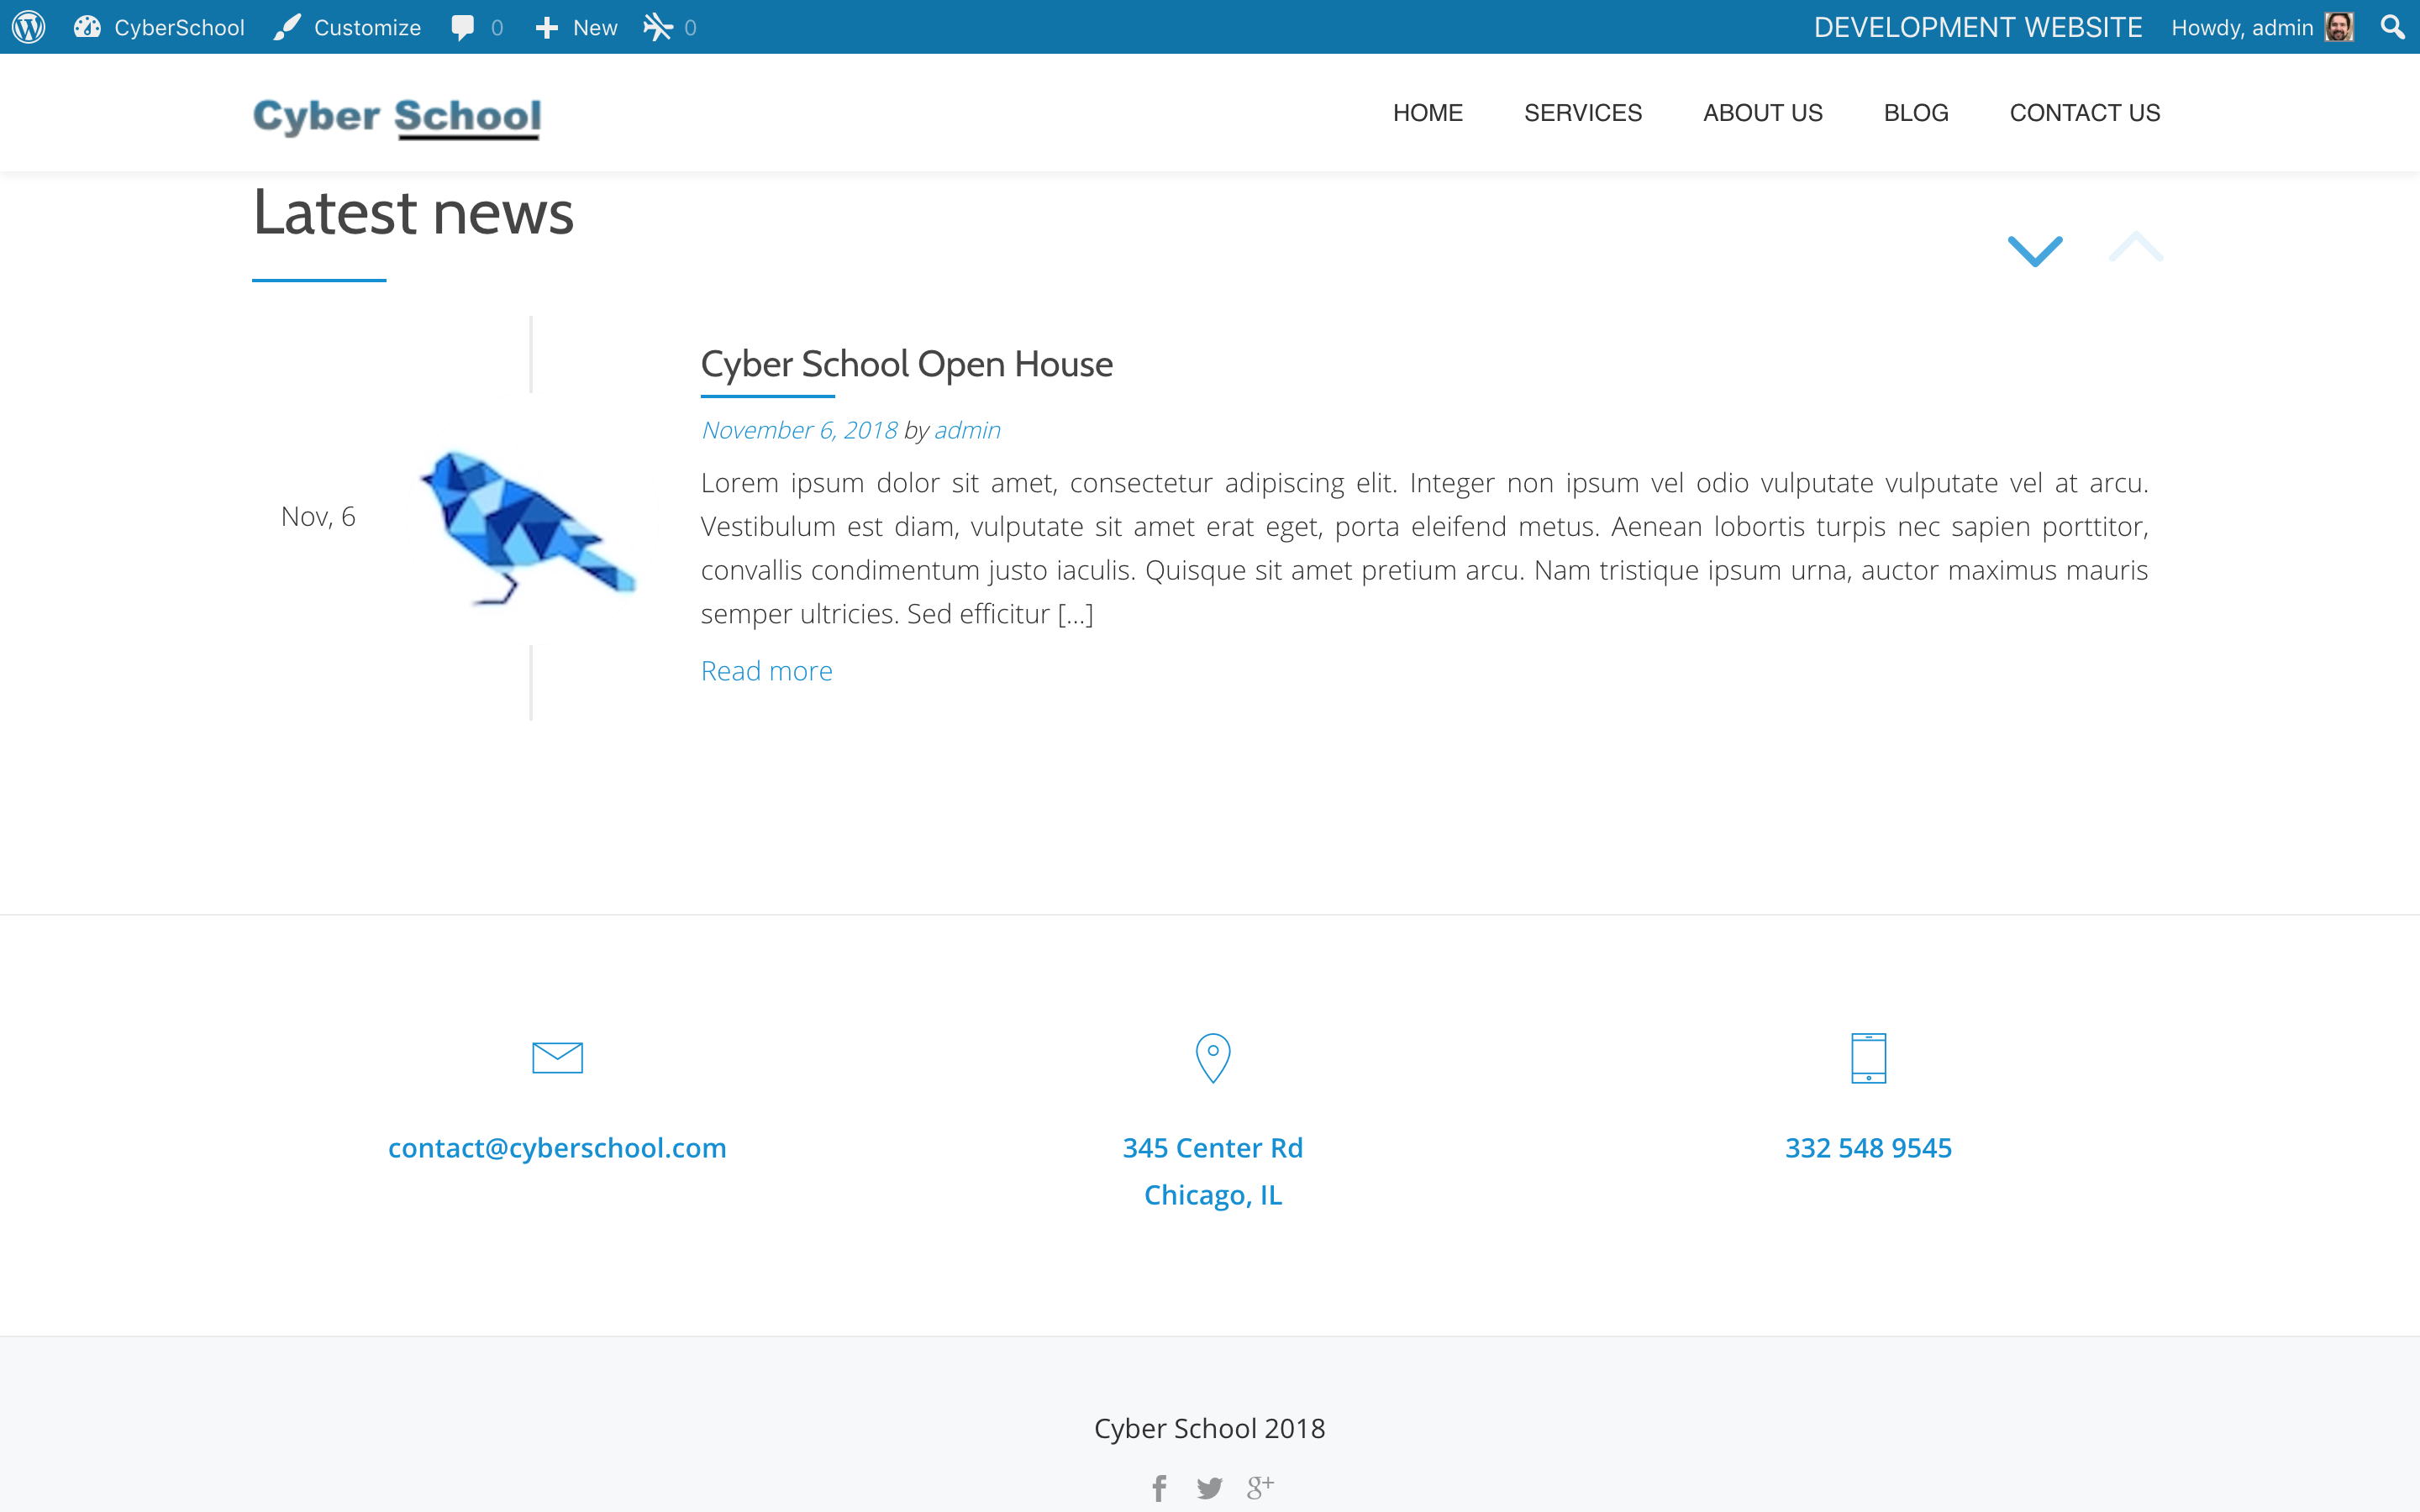 CyberSchool Customize 0 New 0 DEVELOPMENT WEBSITE Howdy, admin
Cyber School HOME SERVICES ABOUT US BLOG CONTACT US
Latest news
Cyber School Open House
November 6, 2018 by admin
Nov, 6
Lorem ipsum dolor sit amet, consectetur adipiscing elit. Integer non ipsum vel odio vulputate vulputate vel at arcu.
Vestibulum est diam, vulputate sit amet erat eget, porta eleifend metus. Aenean lobortis turpis nec sapien porttitor,
convallis condimentum justo iaculis. Quisque sit amet pretium arcu. Nam tristique ipsum urna, auctor maximus mauris
semper ultricies. Sed efficitur [...]
Read more
contact@cyberschool.com
345 Center Rd
Chicago, IL
332 548 9545
Cyber School 2018